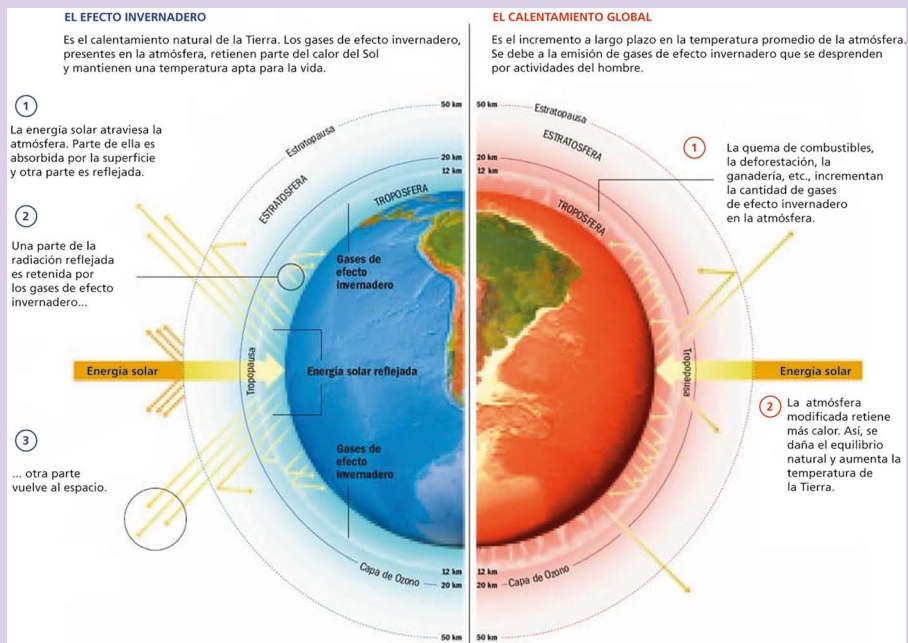 EL EFECTO INVERNADERO
Es el calentamiento natural de la Tierra. Los gases de efecto invernadero,
presentes en la atmósfera, retienen parte del calor del Sol
y mantienen una temperatura apta para la vida.
1
La energía solar atraviesa la
atmósfera. Parte de ella es
absorbida por la superficie
y otra parte es reflejada.
2
Una parte de la
radiación reflejada
es retenida por
los gases de efecto
invernadero...
Energía solar
3
... otra parte
vuelve al espacio.
50 km
Estratopausa
20 km
12 km
ESTRATOSFERA
TROPOSFERA
Gases de
efecto
invernadero
Tropopausa
Energía solar reflejada
Gases de
efecto
invernadero
Capa de Ozono
12 km
20 km
50 km
EL CALENTAMIENTO GLOBAL
Es el incremento a largo plazo en la temperatura promedio de la atmósfera.
Se debe a la emisión de gases de efecto invernadero que se desprenden
por actividades del hombre.
50 km
Estratopausa
ESTRATOSFERA
20 km
12 km
TROPOSFERA
1
La quema de combustibles,
la deforestación, la
ganadería, etc., incrementan
la cantidad de gases
de efecto invernadero
en la atmósfera.
Tropopausa
Energía solar
2
La atmósfera
modificada retiene
más calor. Así, se
daña el equilibrio
natural y aumenta la
temperatura de
la Tierra.
12 km
20 km
Capa de Ozono
50 km